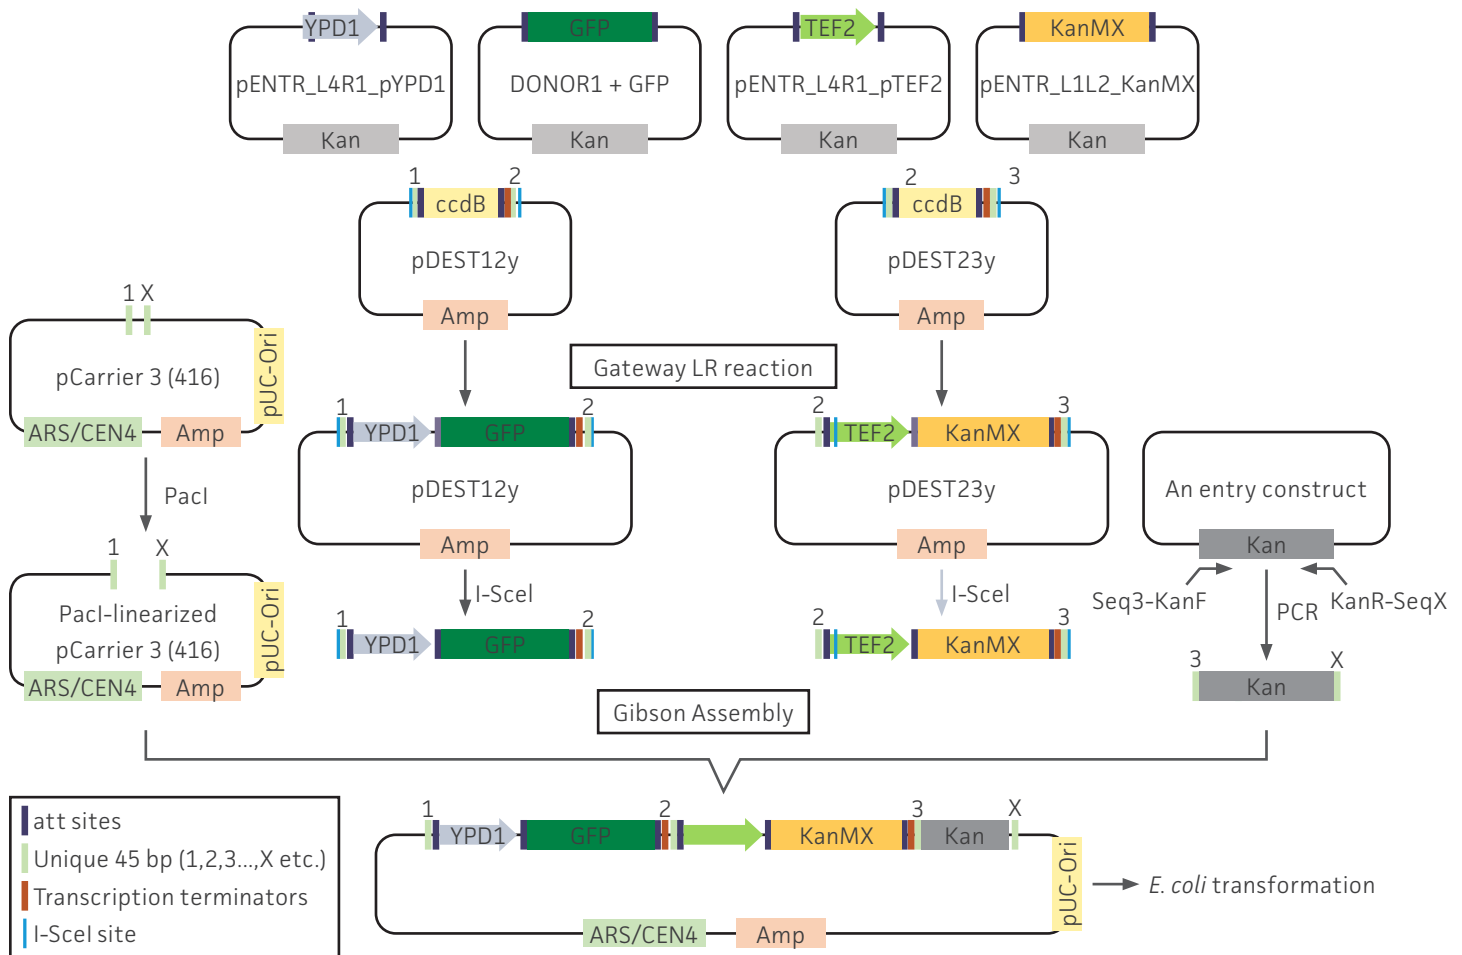 YPD1
GFP
TEF2
KanMX
pENTR_L4R1_pYPD1
DONOR1 + GFP
pENTR_L4R1_pTEF2
pENTR_L1L2_KanMX
Kan
Kan
Kan
Kan
1
2
2
3
ccdB
ccdB
pDEST12y
pDEST23y
Amp
Amp
1 X
pCarrier 3 (416)
pUC-Ori
ARS/CEN4
Amp
Gateway LR reaction
1
2
2
3
YPD1
GFP
TEF2
KanMX
pDEST12y
pDEST23y
An entry construct
Amp
Amp
Kan
PacI
I-SceI
I-SceI
Seq3-KanF
PCR
KanR-SeqX
1
X
PacI-linearized
pCarrier 3 (416)
pUC-Ori
ARS/CEN4
Amp
1
2
2
3
YPD1
GFP
TEF2
KanMX
3
X
Kan
Gibson Assembly
1
2
3
X
YPD1
GFP
KanMX
Kan
pUC-Ori
ARS/CEN4
Amp
E. coli transformation
att sites
Unique 45 bp (1,2,3...,X etc.)
Transcription terminators
I-SceI site